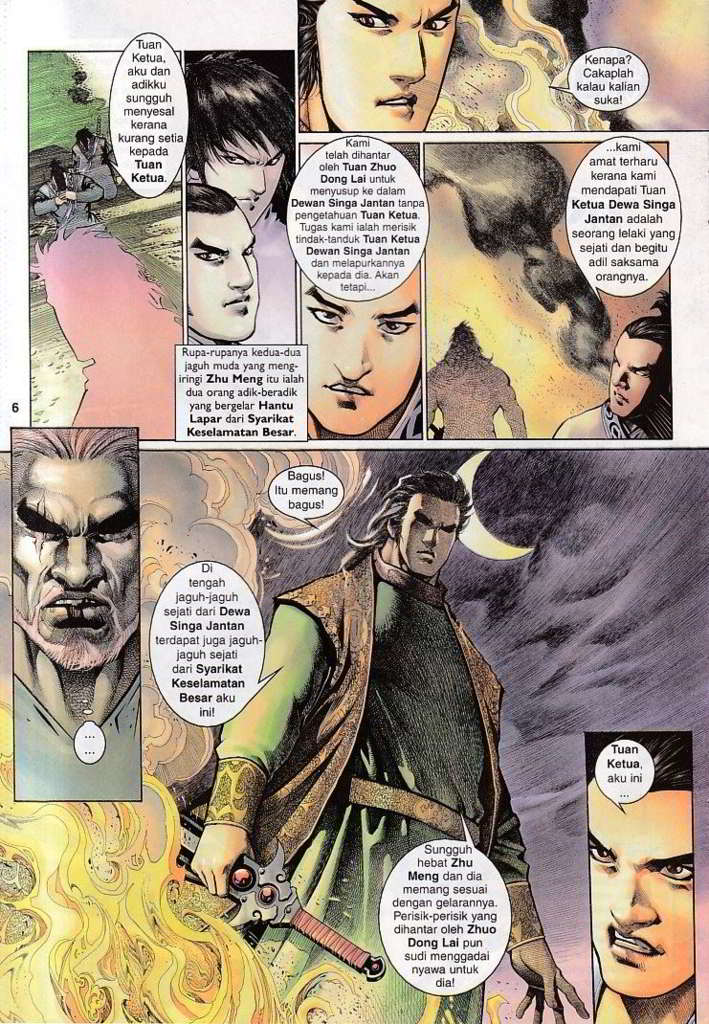 Kenapa?
Cakaplah
kalau kalian
suka!
Tuan
Ketua,
aku dan
adikku
sungguh
menyesal
kerana
kurang setia
kepada
Tuan
Ketua.
Kami
telah dihantar
oleh Tuan Zhuo
Dong Lai untuk
menyusup ke dalam
Dewan Singa Jantan tanpa
pengetahuan Tuan Ketua.
Tugas kami ialah merisik
tindak-tanduk Tuan Ketua
Dewan Singa Jantan
dan melapurkannya
kepada dia. Akan
tetapi...
...kami
amat terharu
kerana kami
mendapati Tuan
Ketua Dewa Singa
Jantan adalah
seorang lelaki yang
sejati dan begitu
adil saksama
orangnya.
Rupa-rupanya kedua-dua
jaguh muda yang meng-
iringi Zhu Meng itu ialah
dua orang adik-beradik
yang bergelar Hantu
Lapar dari Syarikat
Keselamatan Besar.
6
Bagus!
Itu memang
bagus!
Di
tengah
jaguh-jaguh
sejati dari Dewa
Singa Jantan
terdapat juga jaguh-
jaguh sejati
dari Syarikat
Keselamatan
Besar aku
ini!
...
...
Tuan
Ketua,
aku ini
...
Sungguh
hebat Zhu
Meng dan dia
memang sesuai
dengan gelarannya.
Perisik-perisik yang
dihantar oleh Zhuo
Dong Lai pun
sudi menggadai
nyawa untuk
dia!